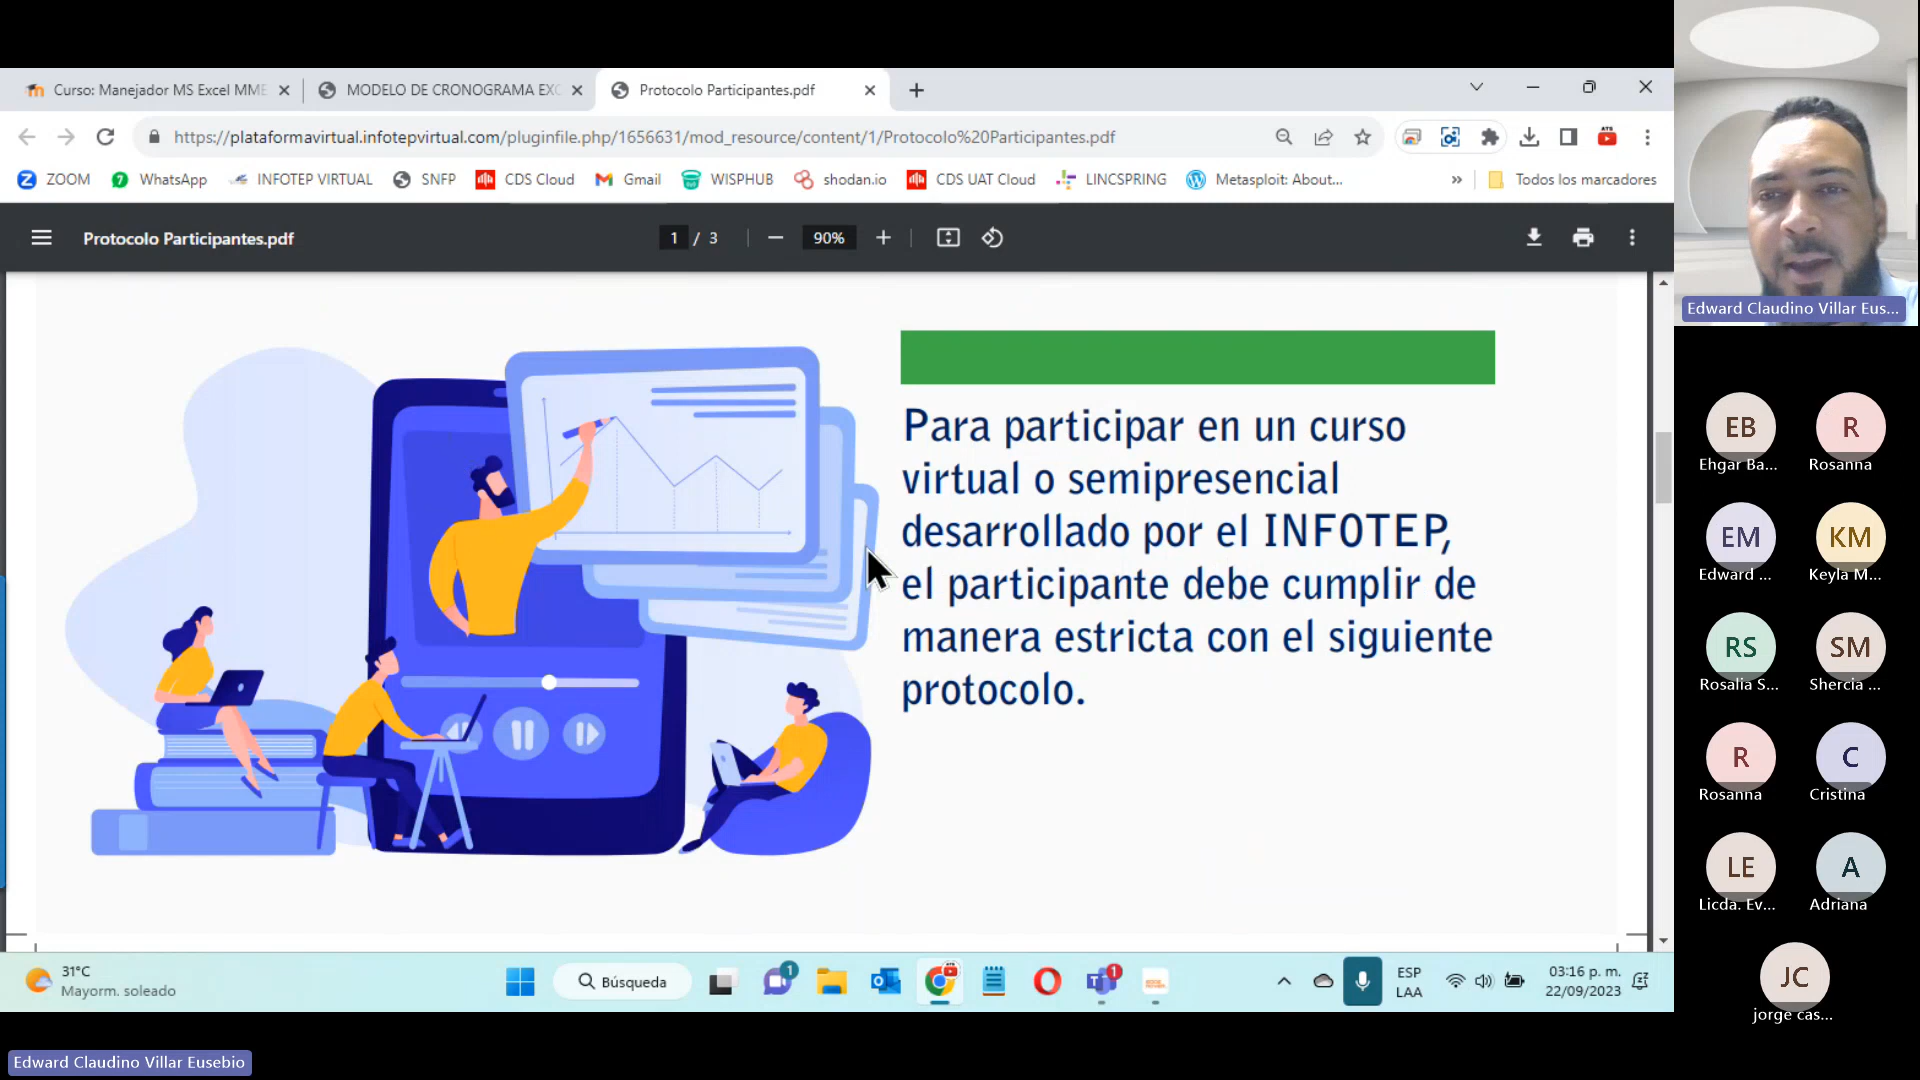 Curso: Manejador MS Excel MME
MODELO DE CRONOGRAMA EXC
Protocolo Participantes.pdf
https://plataformavirtual.infotepvirtual.com/pluginfile.php/1656631/mod_resource/content/1/Protocolo%20Participantes.pdf
ZOOM
WhatsApp
INFOTEP VIRTUAL
SNFP
CDS Cloud
Gmail
WISPHUB
shodan.io
CDS UAT Cloud
LINCSPRING
Metasploit: About...
»
Todos los marcadores
Protocolo Participantes.pdf
1 / 3
90%
Para participar en un curso
virtual o semipresencial
desarrollado por el INFOTEP,
el participante debe cumplir de
manera estricta con el siguiente
protocolo.
31°C
Mayorm. soleado
Búsqueda
1
1
ESP
LAA
03:16 p. m.
22/09/2023
Edward Claudino Villar Eusebio
Edward Claudino Villar Eus...
EB
Ehgar Ba...
R
Rosanna
EM
Edward ...
KM
Keyla M...
RS
Rosalia S...
SM
Shercia ...
R
Rosanna
C
Cristina
LE
Licda. Ev...
A
Adriana
JC
jorge cas...